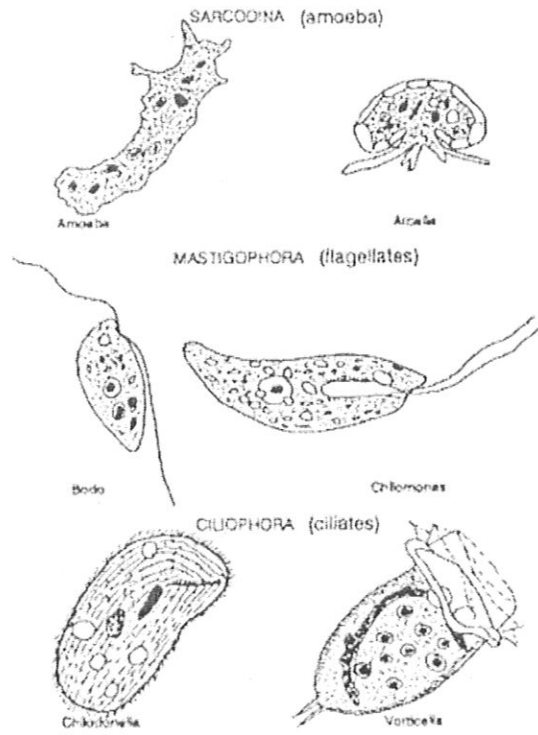 SARCODINA (amoeba)
Amoeba
Arcella
MASTIGOPHORA (flagellates)
Bodo
Chilomonas
CILIOPHORA (ciliates)
Chilodonella
Vorticella